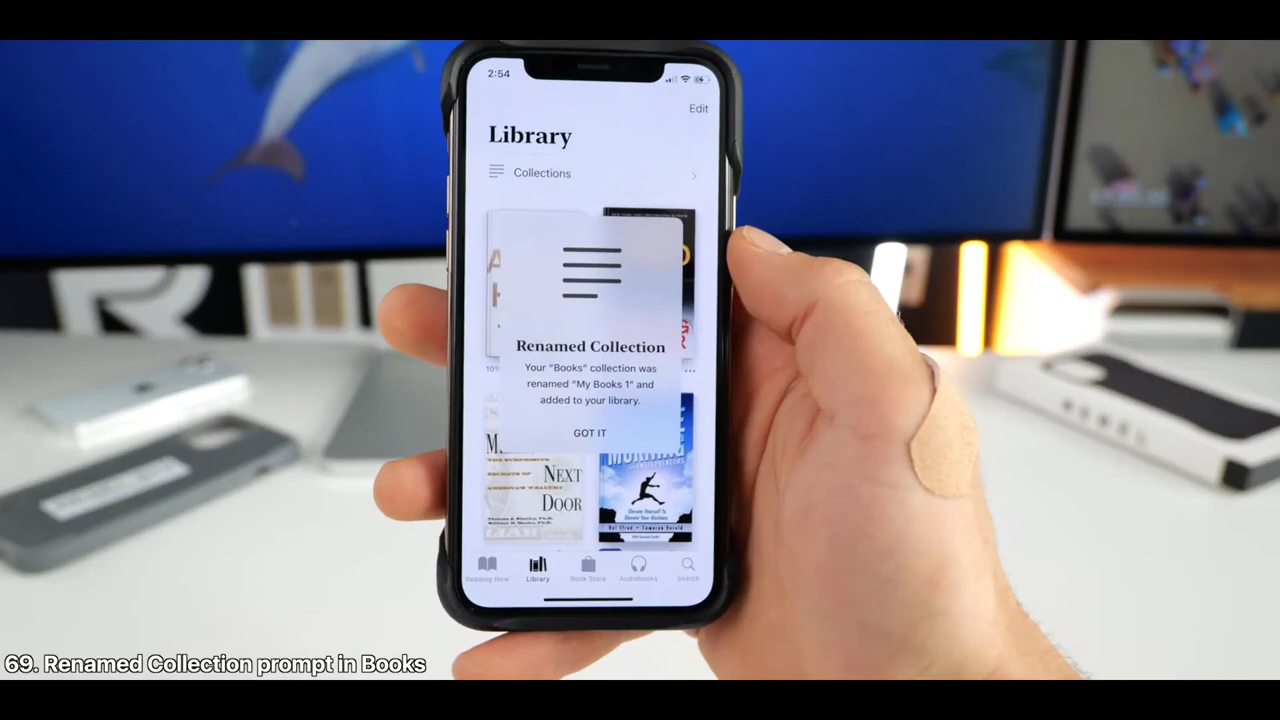 2:54
Edit
Library
Collections
Renamed Collection
Your “Books” collection was
renamed “My Books 1” and
added to your library.
GOT IT
NEXT
DOOR
Reading Now
Library
Book Store
Audiobooks
Search
69. Renamed Collection prompt in Books